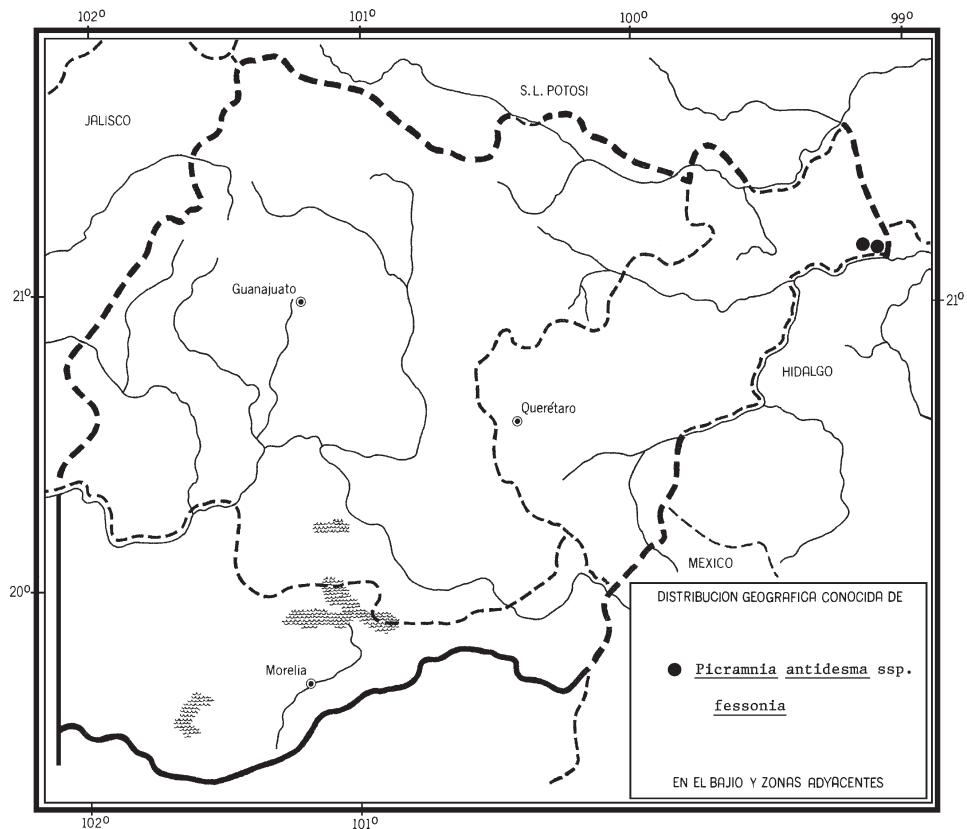 102º 101º 100º 99º
S.L. POTOSI
JALISCO
Guanajuato
21º 21º
HIDALGO
Querétaro
MEXICO
20º
DISTRIBUCION GEOGRAFICA CONOCIDA DE
Morelia
Picramnia antidesma ssp.
fessonia
EN EL BAJIO Y ZONAS ADYACENTES
102º 101º